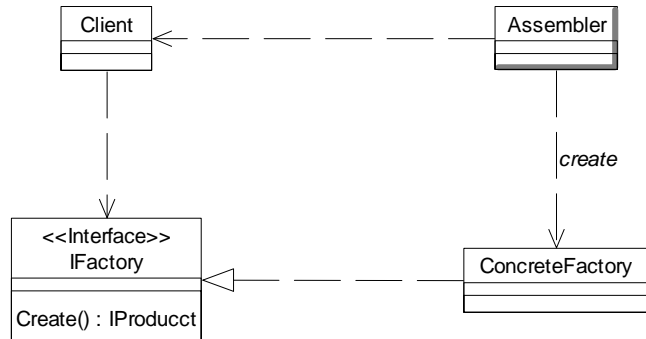 Client
Assembler
create
<<Interface>>
IFactory
ConcreteFactory
Create() : IProducct